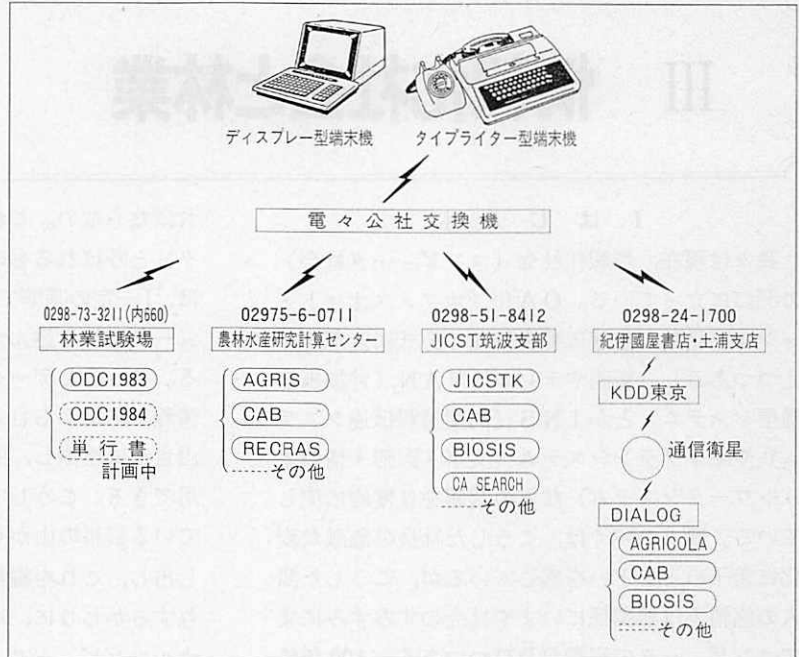 ディスプレー型端末機
タイプライター型端末機
電々公社交換機
0298-73-3211(内660)
林業試験場
ODC1983
ODC1984
単行書
計画中
02975-6-0711
農林水産研究計算センター
AGRIS
CAB
RECRAS
その他
0298-51-8412
JICST筑波支部
JICSTK
CAB
BIOSIS
CA SEARCH
その他
0298-24-1700
紀伊國屋書店・土浦支店
KDD東京
通信衛星
DIALOG
AGRICOLA
CAB
BIOSIS
その他